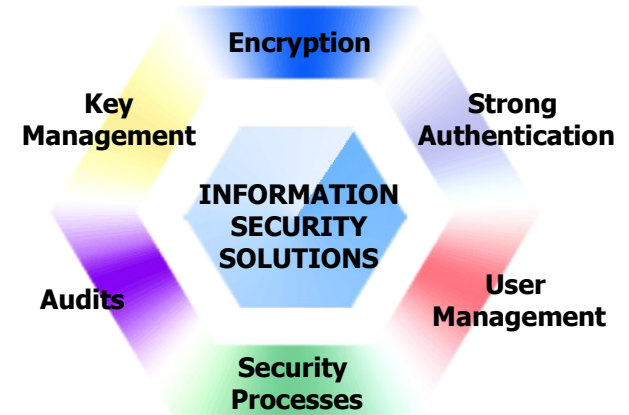 Encryption
Key
Management
Strong
Authentication
INFORMATION
SECURITY
SOLUTIONS
Audits
User
Management
Security
Processes